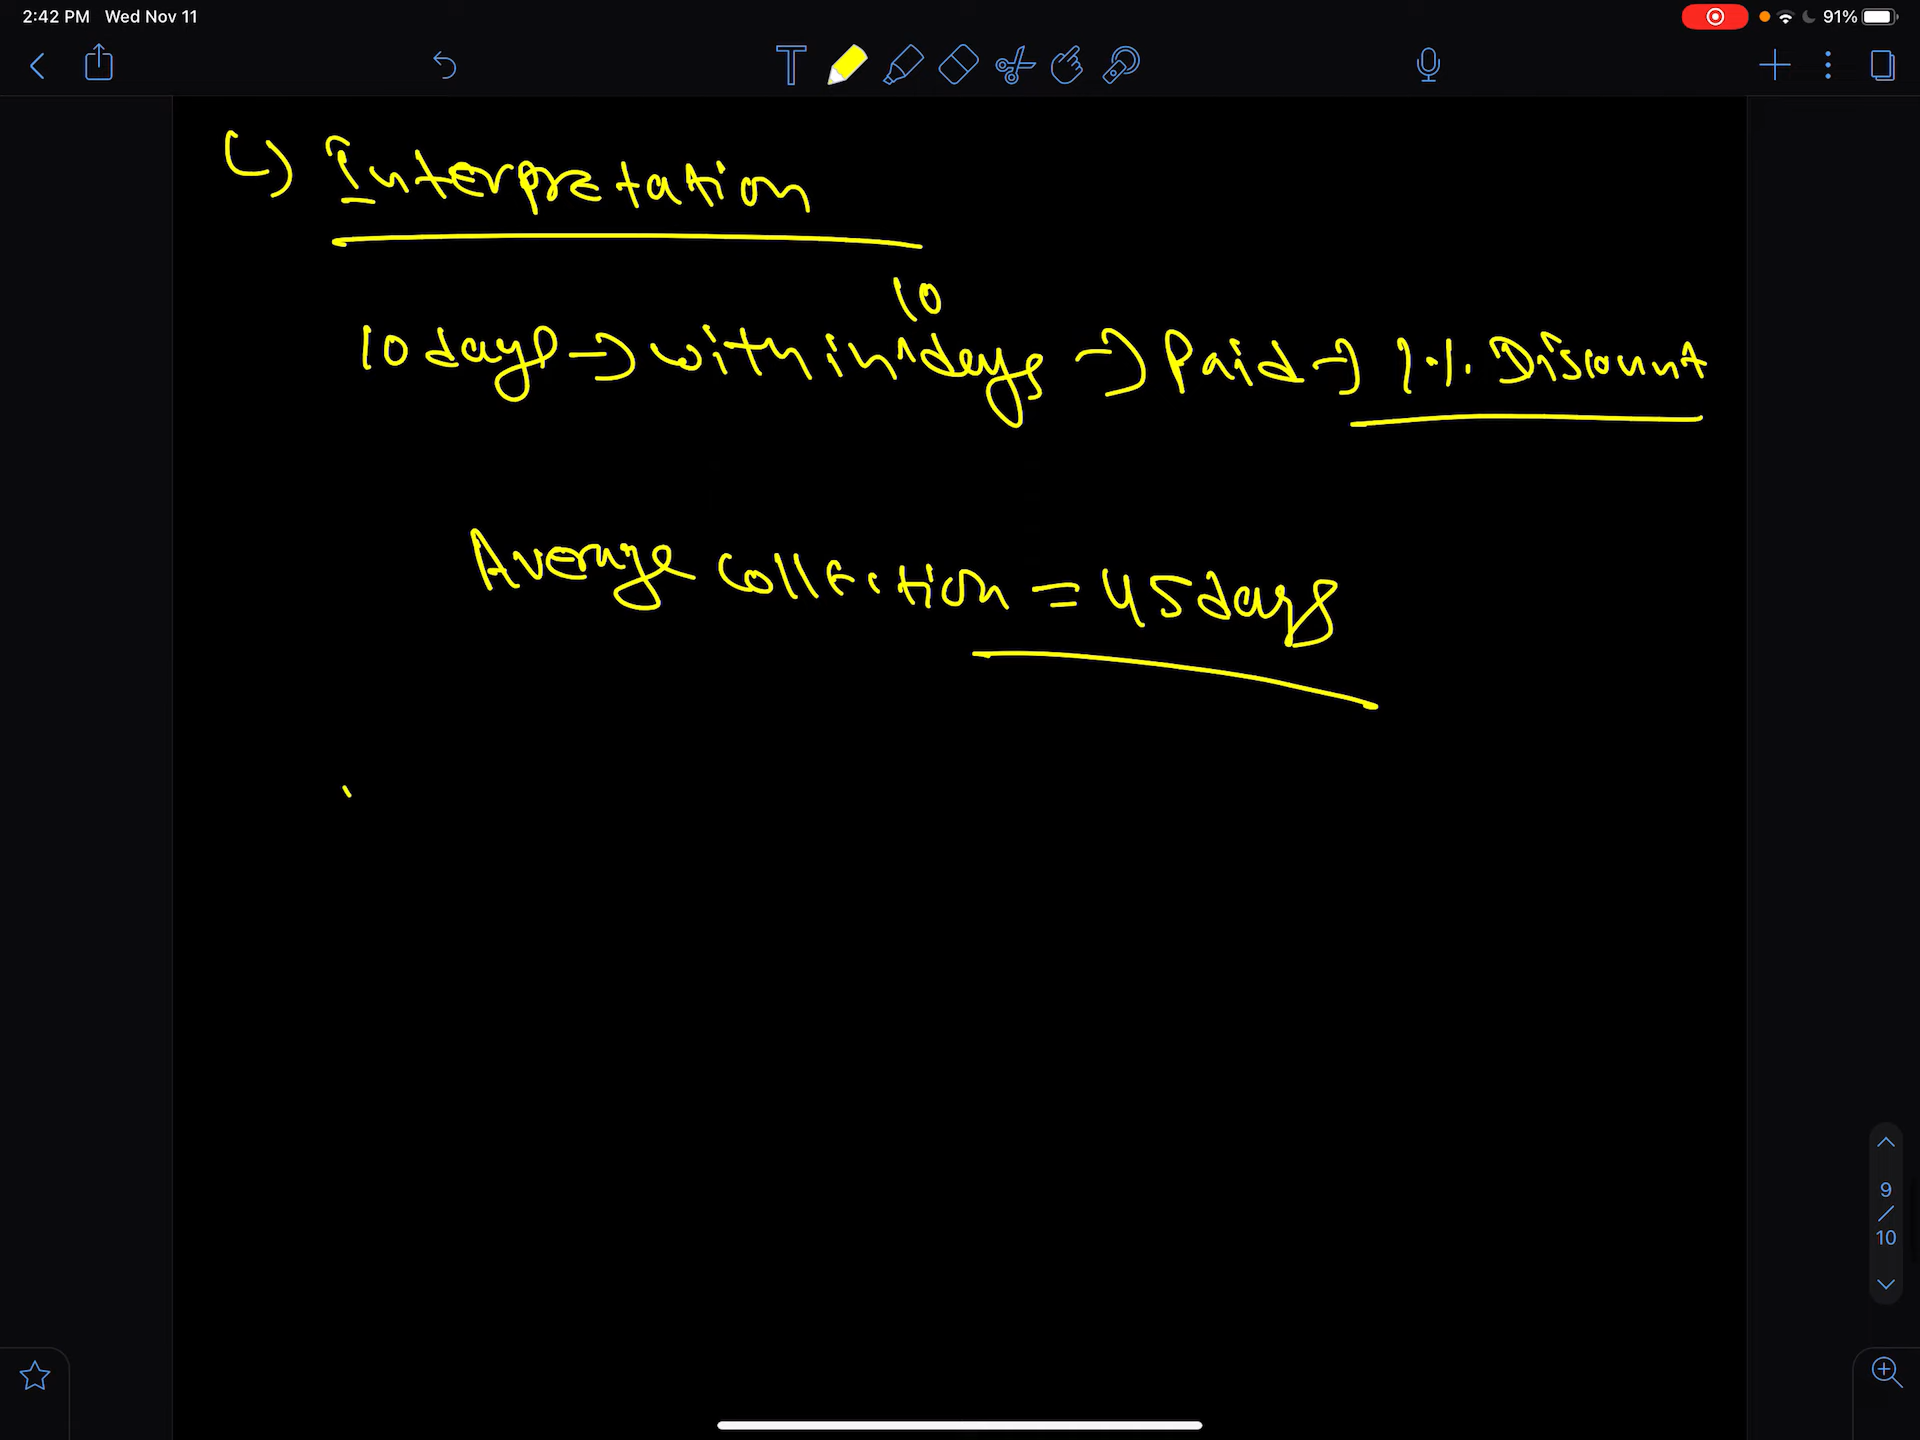 2:42 PM Wed Nov 11
91%
T
c) Interpretation
10 days → within 10 days → Paid → 1% Discount
Average collection = 45 days
9
/
10